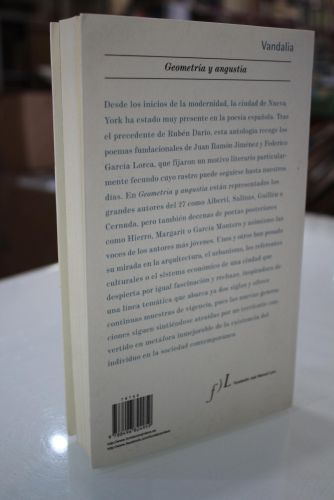 Vandalia
Geometría y angustia
Desde los inicios de la modernidad, la ciudad de Nueva
York ha estado muy presente en la poesía española. Tras
el precedente de Rubén Darío, esta antología recoge los
poemas fundacionales de Juan Ramón Jiménez y Federico
García Lorca, que fijaron un motivo literario particular-
mente fecundo cuyo rastro puede seguirse hasta nuestros
días. En Geometría y angustia están representados los
grandes autores del 27 como Alberti, Salinas, Guillén o
Cernuda, pero también decenas de poetas posteriores
como Hierro, Margarit o García Montero y asimismo las
voces de los autores más jóvenes. Unos y otros han posado
su mirada en la arquitectura, el urbanismo, los referentes
culturales o el sistema económico de una ciudad que
despierta por igual fascinación y rechazo, inspiradora de
una línea temática que abarca ya dos siglos y ofrece
continuas muestras de vigencia, pues las nuevas genera-
ciones siguen sintiéndose atraídas por un territorio con-
vertido en metáfora inmejorable de la existencia del
individuo en la sociedad contemporánea.
f) L
Fundación José Manuel Lara